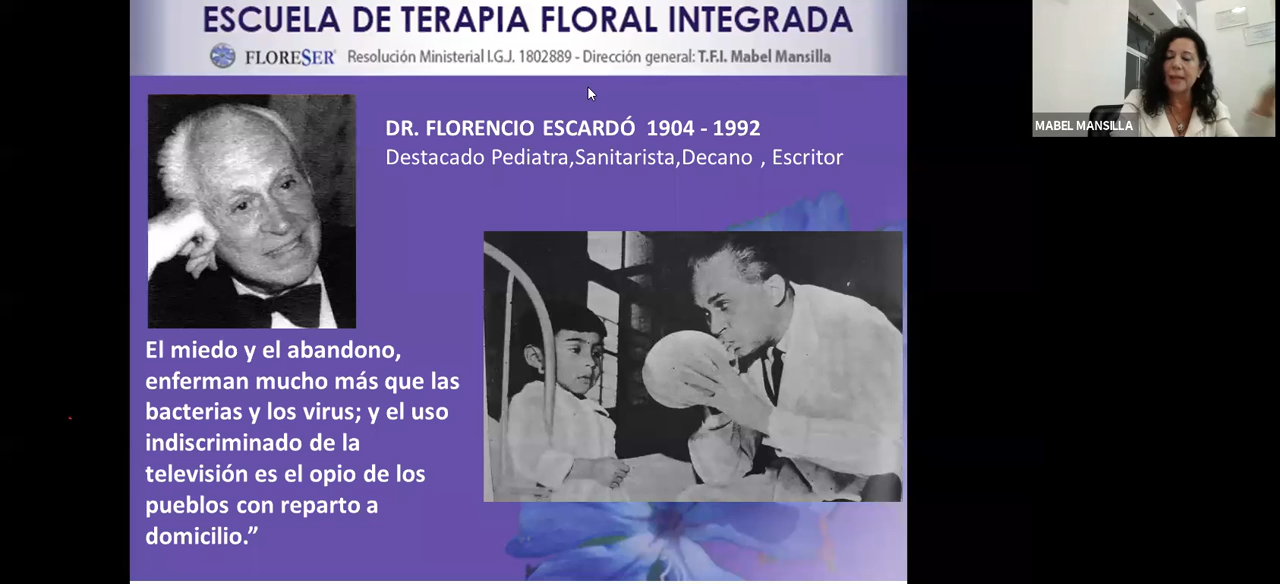 ESCUELA DE TERAPIA FLORAL INTEGRADA
FLORESER® Resolución Ministerial I.G.J. 1802889 - Dirección general: T.F.I. Mabel Mansilla
MABEL MANSILLA
DR. FLORENCIO ESCARDÓ 1904 - 1992
Destacado Pediatra,Sanitarista,Decano , Escritor
El miedo y el abandono,
enferman mucho más que las
bacterias y los virus; y el uso
indiscriminado de la
televisión es el opio de los
pueblos con reparto a
domicilio.”